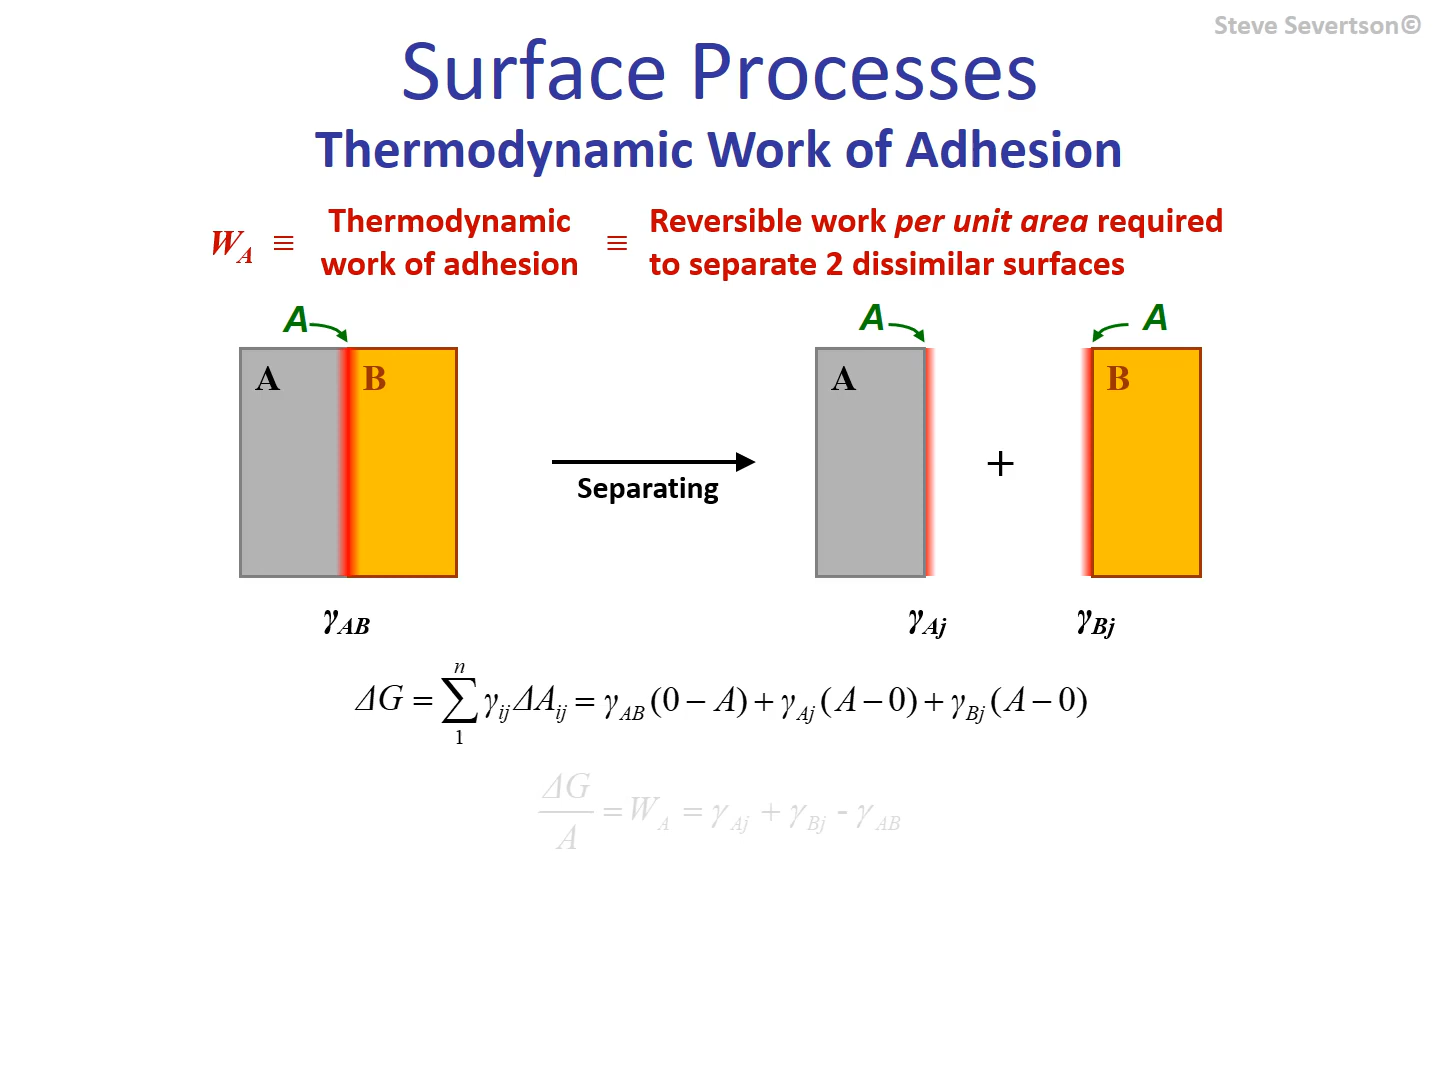 Steve Severtson©
Surface Processes
Thermodynamic Work of Adhesion
W_A ≡ Thermodynamic work of adhesion ≡ Reversible work per unit area required to separate 2 dissimilar surfaces
A A A
A B A B
+
Separating
γ_AB γ_Aj γ_Bj
ΔG = ∑_1^n γ_ij ΔA_ij = γ_AB (0 − A) + γ_Aj (A − 0) + γ_Bj (A − 0)
ΔG/A = W_A = γ_Aj + γ_Bj - γ_AB